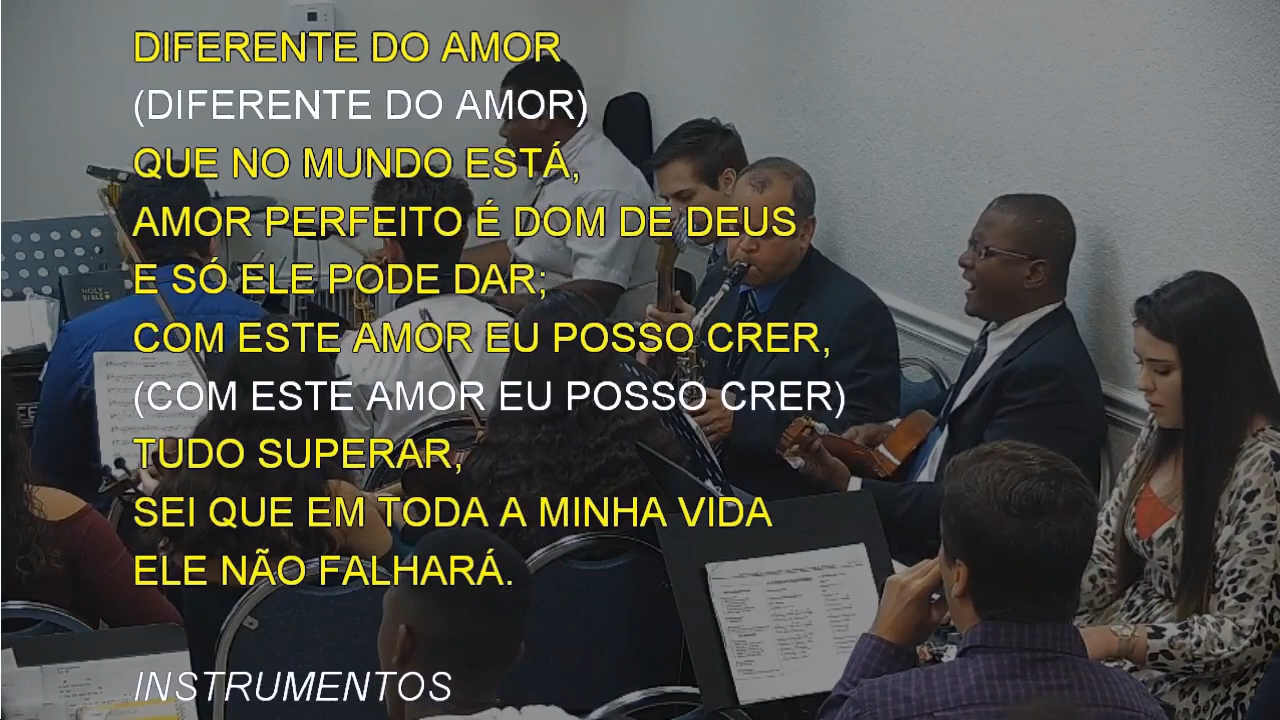 DIFERENTE DO AMOR
(DIFERENTE DO AMOR)
QUE NO MUNDO ESTÁ,
AMOR PERFEITO É DOM DE DEUS
E SÓ ELE PODE DAR;
HOLY
BIBLE
COM ESTE AMOR EU POSSO CRER,
(COM ESTE AMOR EU POSSO CRER)
TUDO SUPERAR,
SEI QUE EM TODA A MINHA VIDA
ELE NÃO FALHARÁ.
INSTRUMENTOS